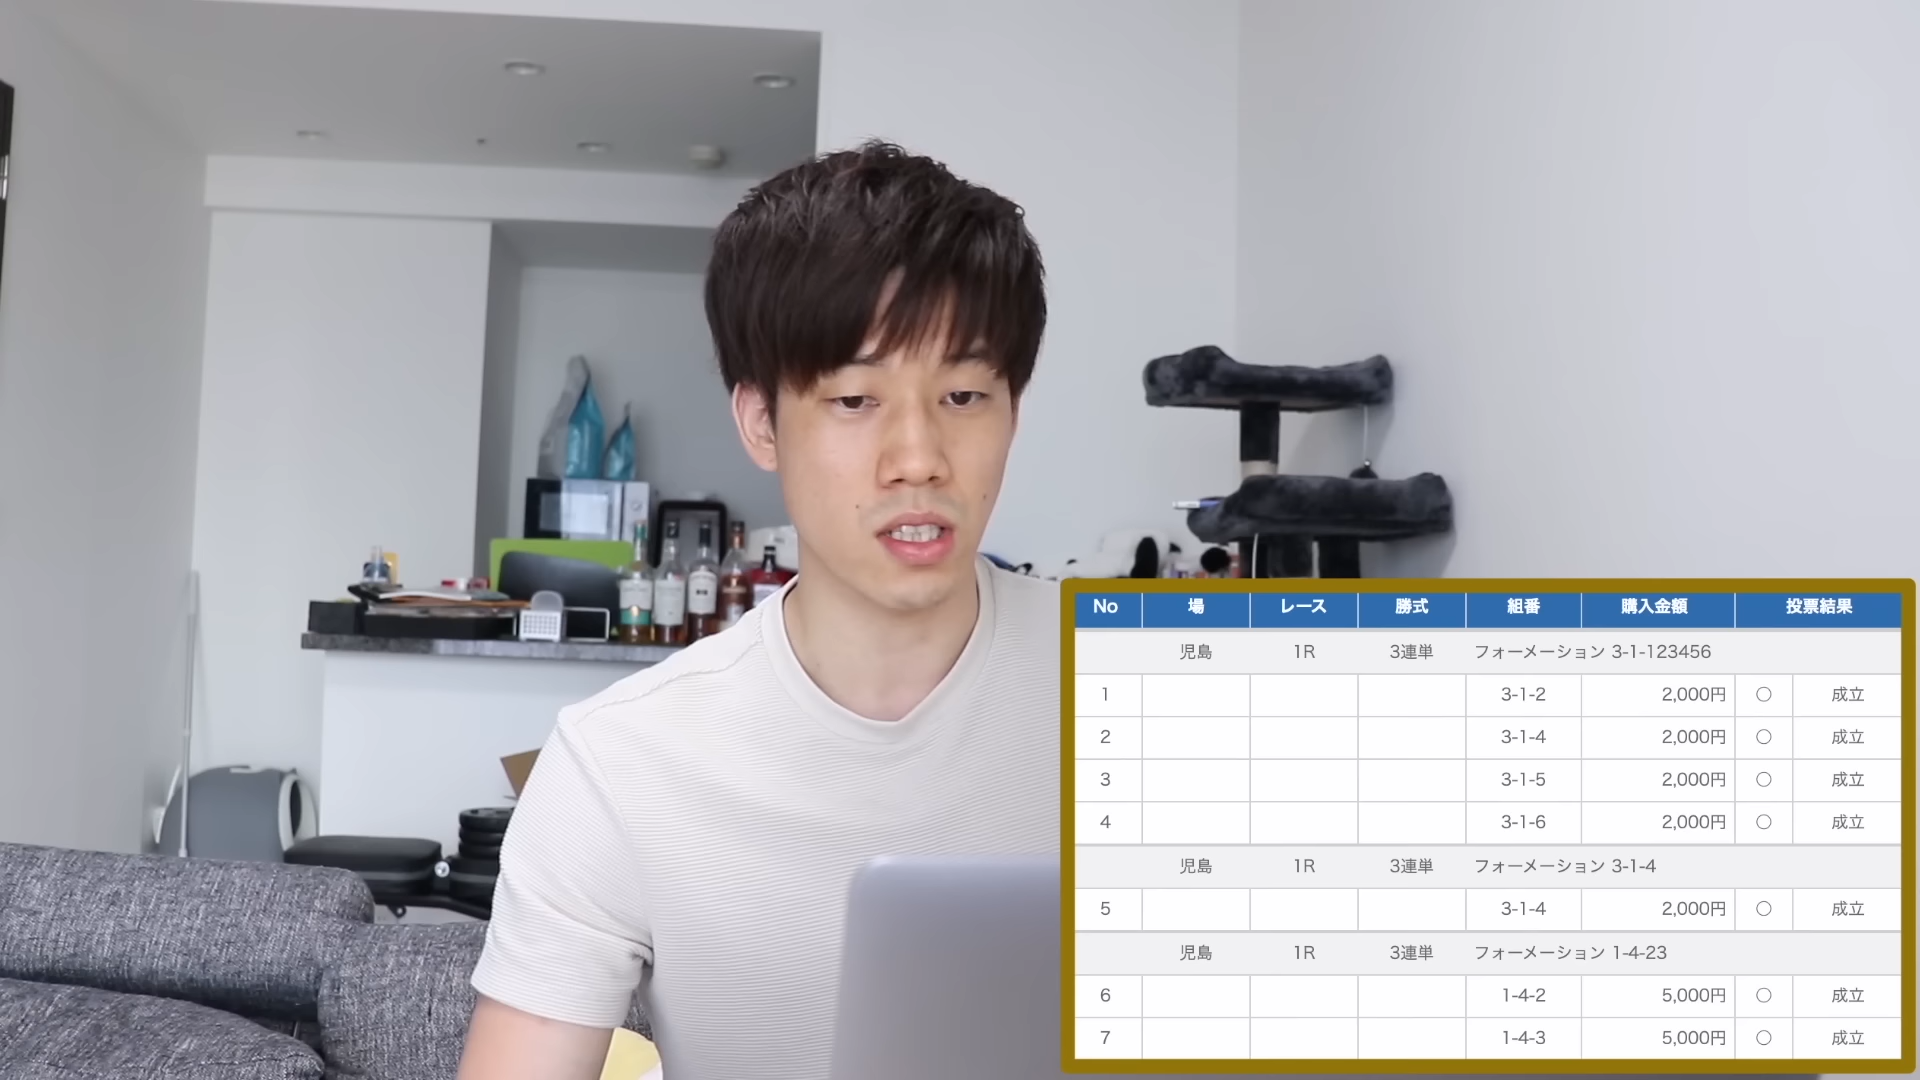 No 場 レース 勝式 組番 購入金額 投票結果
児島 1R 3連単 フォーメーション 3-1-123456
1 3-1-2 2,000円 ○ 成立
2 3-1-4 2,000円 ○ 成立
3 3-1-5 2,000円 ○ 成立
4 3-1-6 2,000円 ○ 成立
児島 1R 3連単 フォーメーション 3-1-4
5 3-1-4 2,000円 ○ 成立
児島 1R 3連単 フォーメーション 1-4-23
6 1-4-2 5,000円 ○ 成立
7 1-4-3 5,000円 ○ 成立